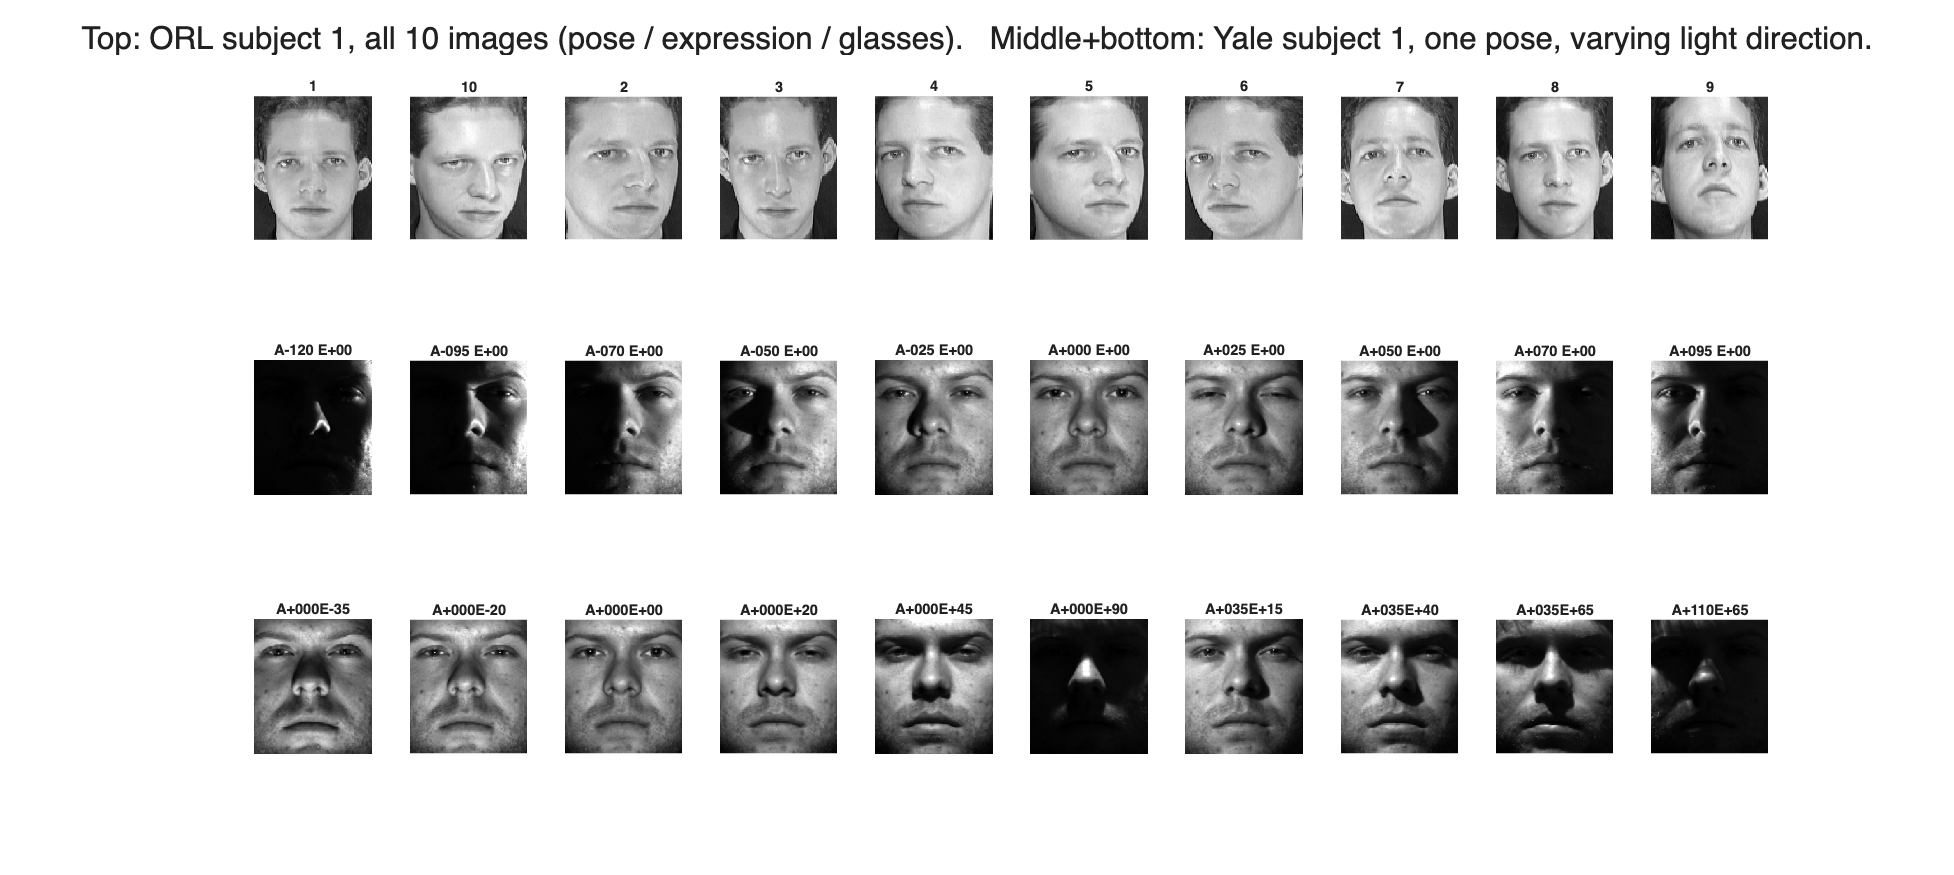 Top: ORL subject 1, all 10 images (pose / expression / glasses).   Middle+bottom: Yale subject 1, one pose, varying light direction.
1 10 2 3 4 5 6 7 8 9
A-120 E+00 A-095 E+00 A-070 E+00 A-050 E+00 A-025 E+00 A+000 E+00 A+025 E+00 A+050 E+00 A+070 E+00 A+095 E+00
A+000E-35 A+000E-20 A+000E+00 A+000E+20 A+000E+45 A+000E+90 A+035E+15 A+035E+40 A+035E+65 A+110E+65